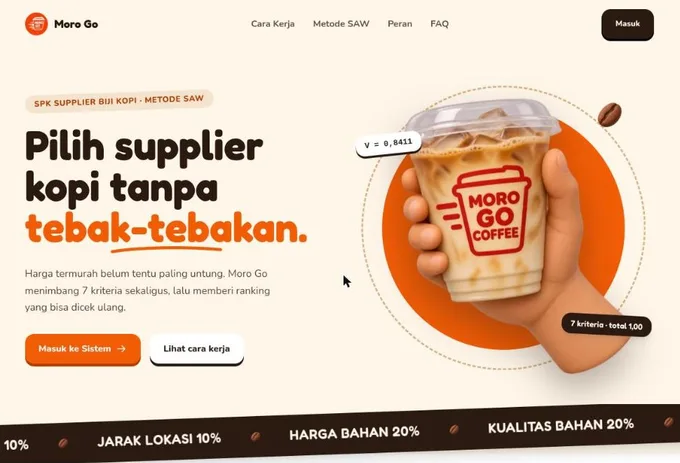 Moro Go
Cara Kerja
Metode SAW
Peran
FAQ
Masuk
SPK SUPPLIER BIJI KOPI · METODE SAW
Pilih supplier
kopi tanpa
tebak-tebakan.
Harga termurah belum tentu paling untung. Moro Go
menimbang 7 kriteria sekaligus, lalu memberi ranking
yang bisa dicek ulang.
Masuk ke Sistem →
Lihat cara kerja
V = 0,8411
MORO
GO
COFFEE
7 kriteria · total 1,00
10%
JARAK LOKASI 10%
HARGA BAHAN 20%
KUALITAS BAHAN 20%